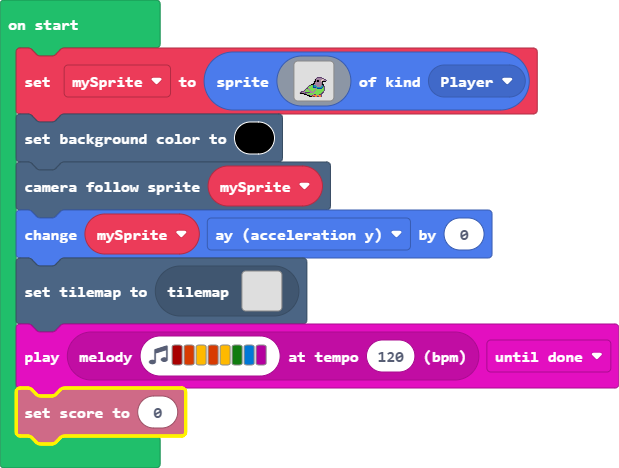 on start
set mySprite to sprite of kind Player
set background color to
camera follow sprite mySprite
change mySprite ay (acceleration y) by 0
set tilemap to tilemap
play melody at tempo 120 (bpm) until done
set score to 0